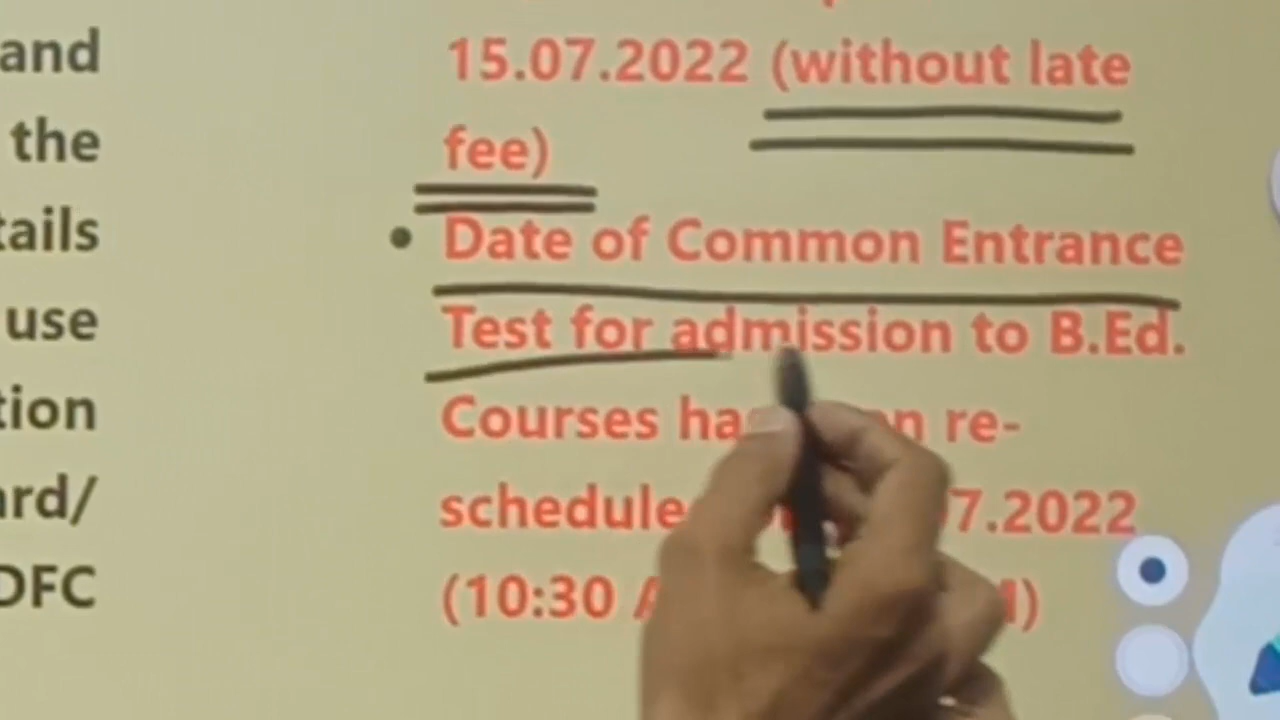 and
the
tails
use
tion
ard/
DFC
15.07.2022 (without late
fee)
• Date of Common Entrance
Test for admission to B.Ed.
Courses re-
7.2022
(10:30